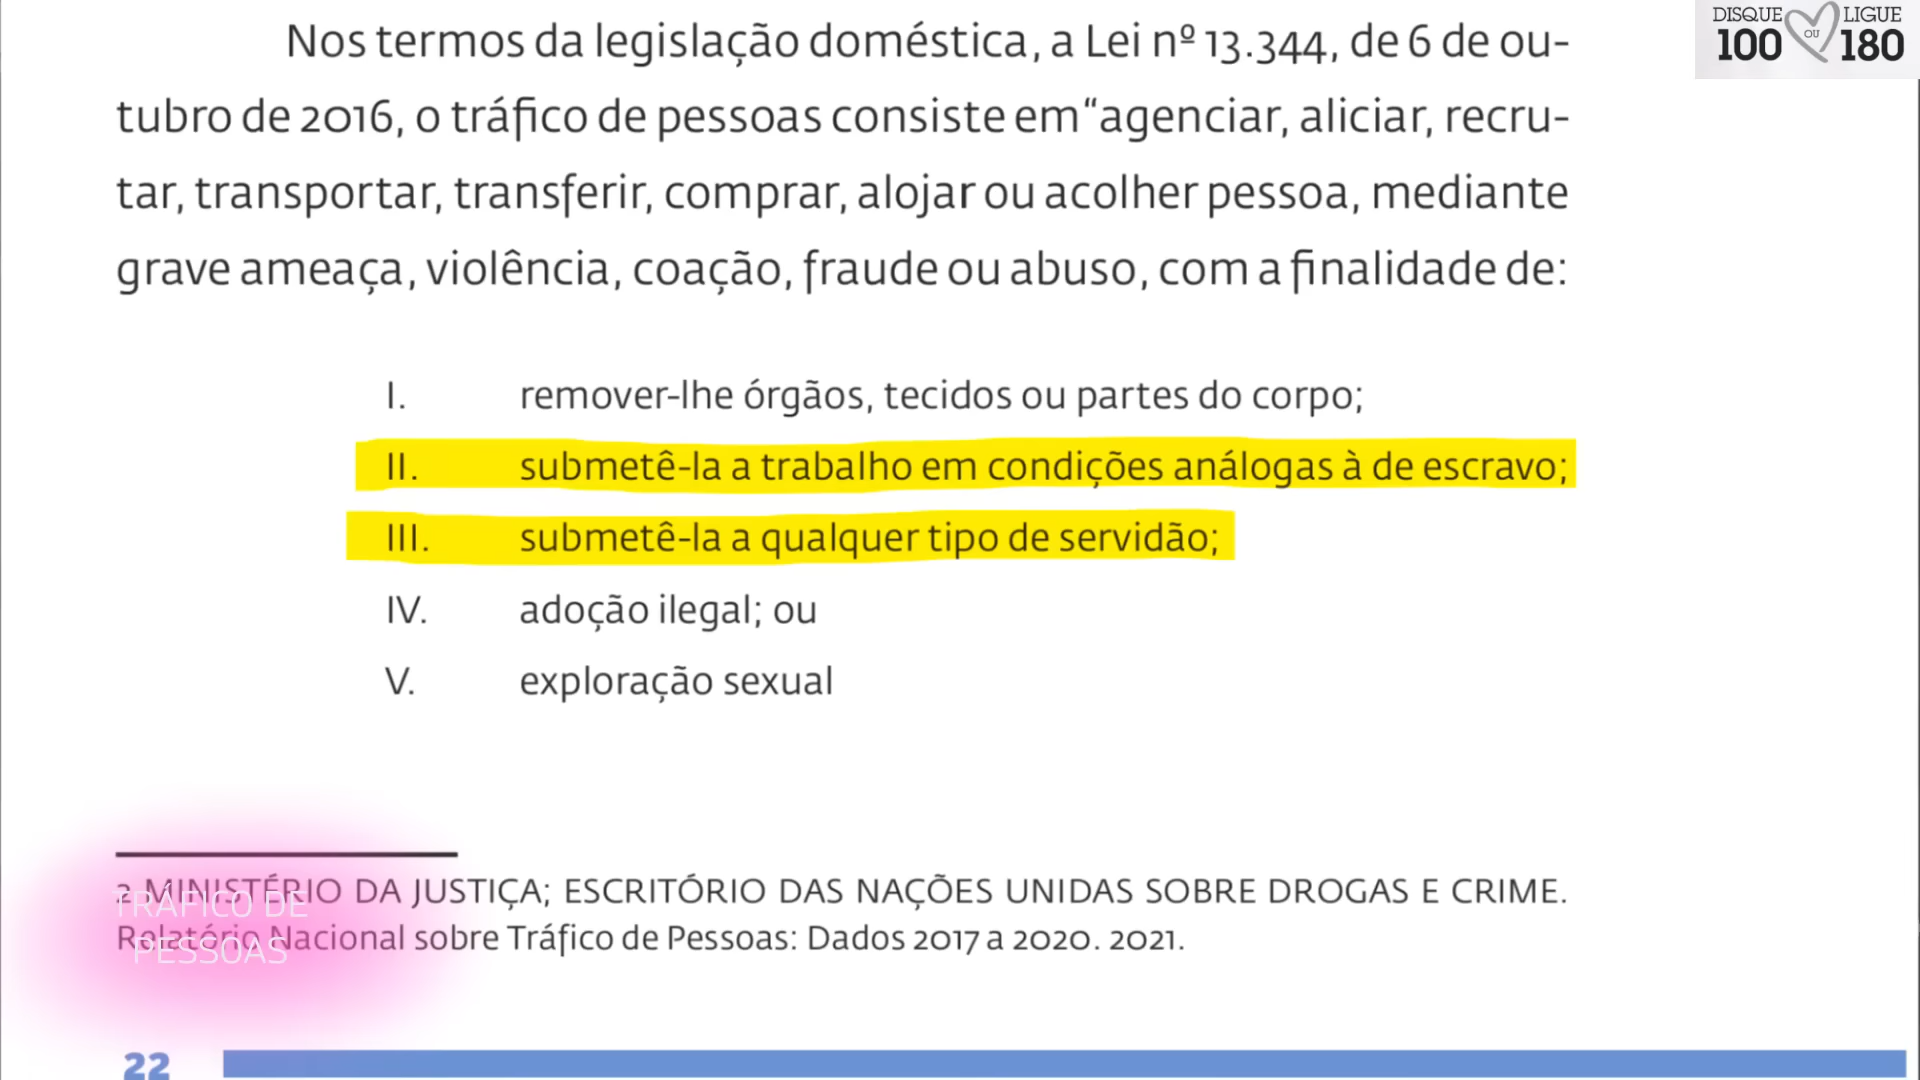 DISQUE OU LIGUE
100 180
Nos termos da legislação doméstica, a Lei nº 13.344, de 6 de ou-
tubro de 2016, o tráfico de pessoas consiste em “agenciar, aliciar, recru-
tar, transportar, transferir, comprar, alojar ou acolher pessoa, mediante
grave ameaça, violência, coação, fraude ou abuso, com a finalidade de:
I. remover-lhe órgãos, tecidos ou partes do corpo;
II. submetê-la a trabalho em condições análogas à de escravo;
III. submetê-la a qualquer tipo de servidão;
IV. adoção ilegal; ou
V. exploração sexual
2 MINISTÉRIO DA JUSTIÇA; ESCRITÓRIO DAS NAÇÕES UNIDAS SOBRE DROGAS E CRIME.
Relatório Nacional sobre Tráfico de Pessoas: Dados 2017 a 2020. 2021.
TRÁFICO DE
PESSOAS
22